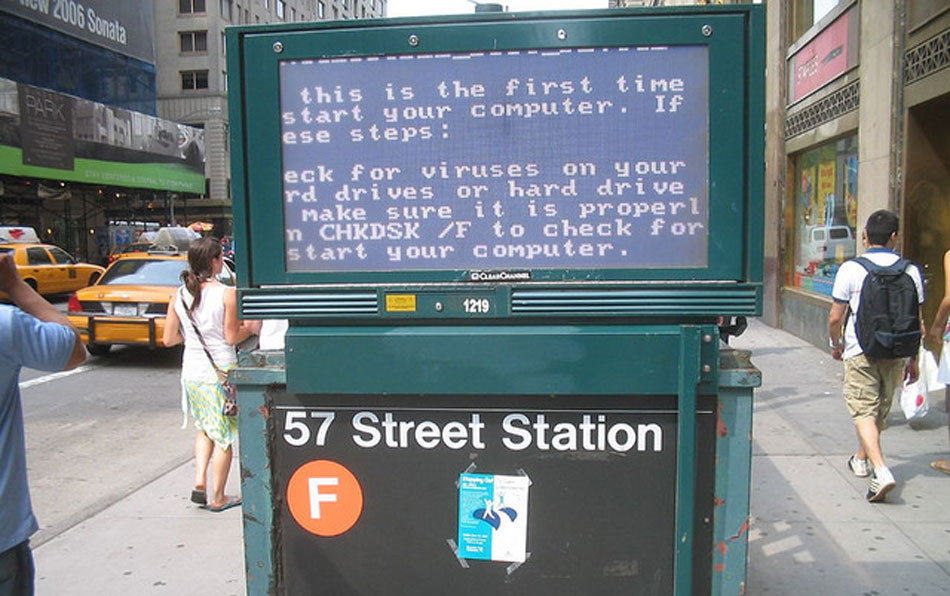 new 2006 Sonata
PARK
this is the first time
start your computer. If
ese steps:
eck for viruses on your
rd drives or hard drive
make sure it is properl
n CHKDSK /F to check for
start your computer.
CLEARCHANNEL
1219
57 Street Station
F